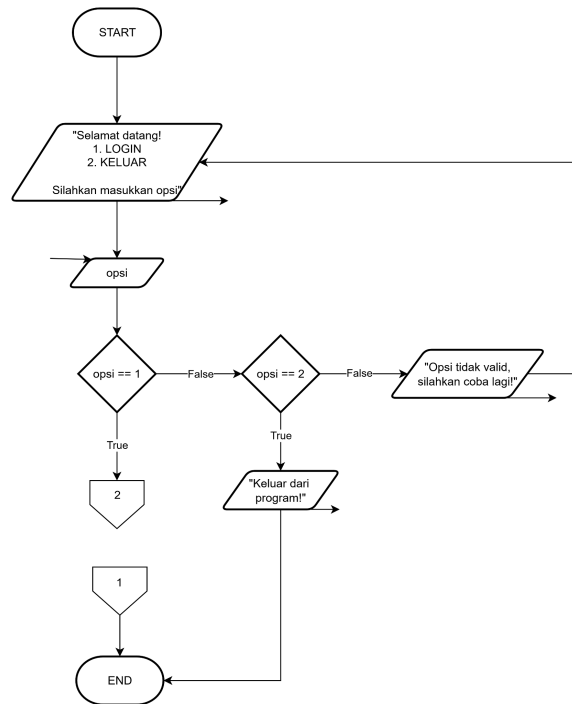 START
"Selamat datang!
1. LOGIN
2. KELUAR
Silahkan masukkan opsi"
opsi
opsi == 1
False
opsi == 2
False
"Opsi tidak valid,
silahkan coba lagi!"
True
True
2
"Keluar dari
program!"
1
END